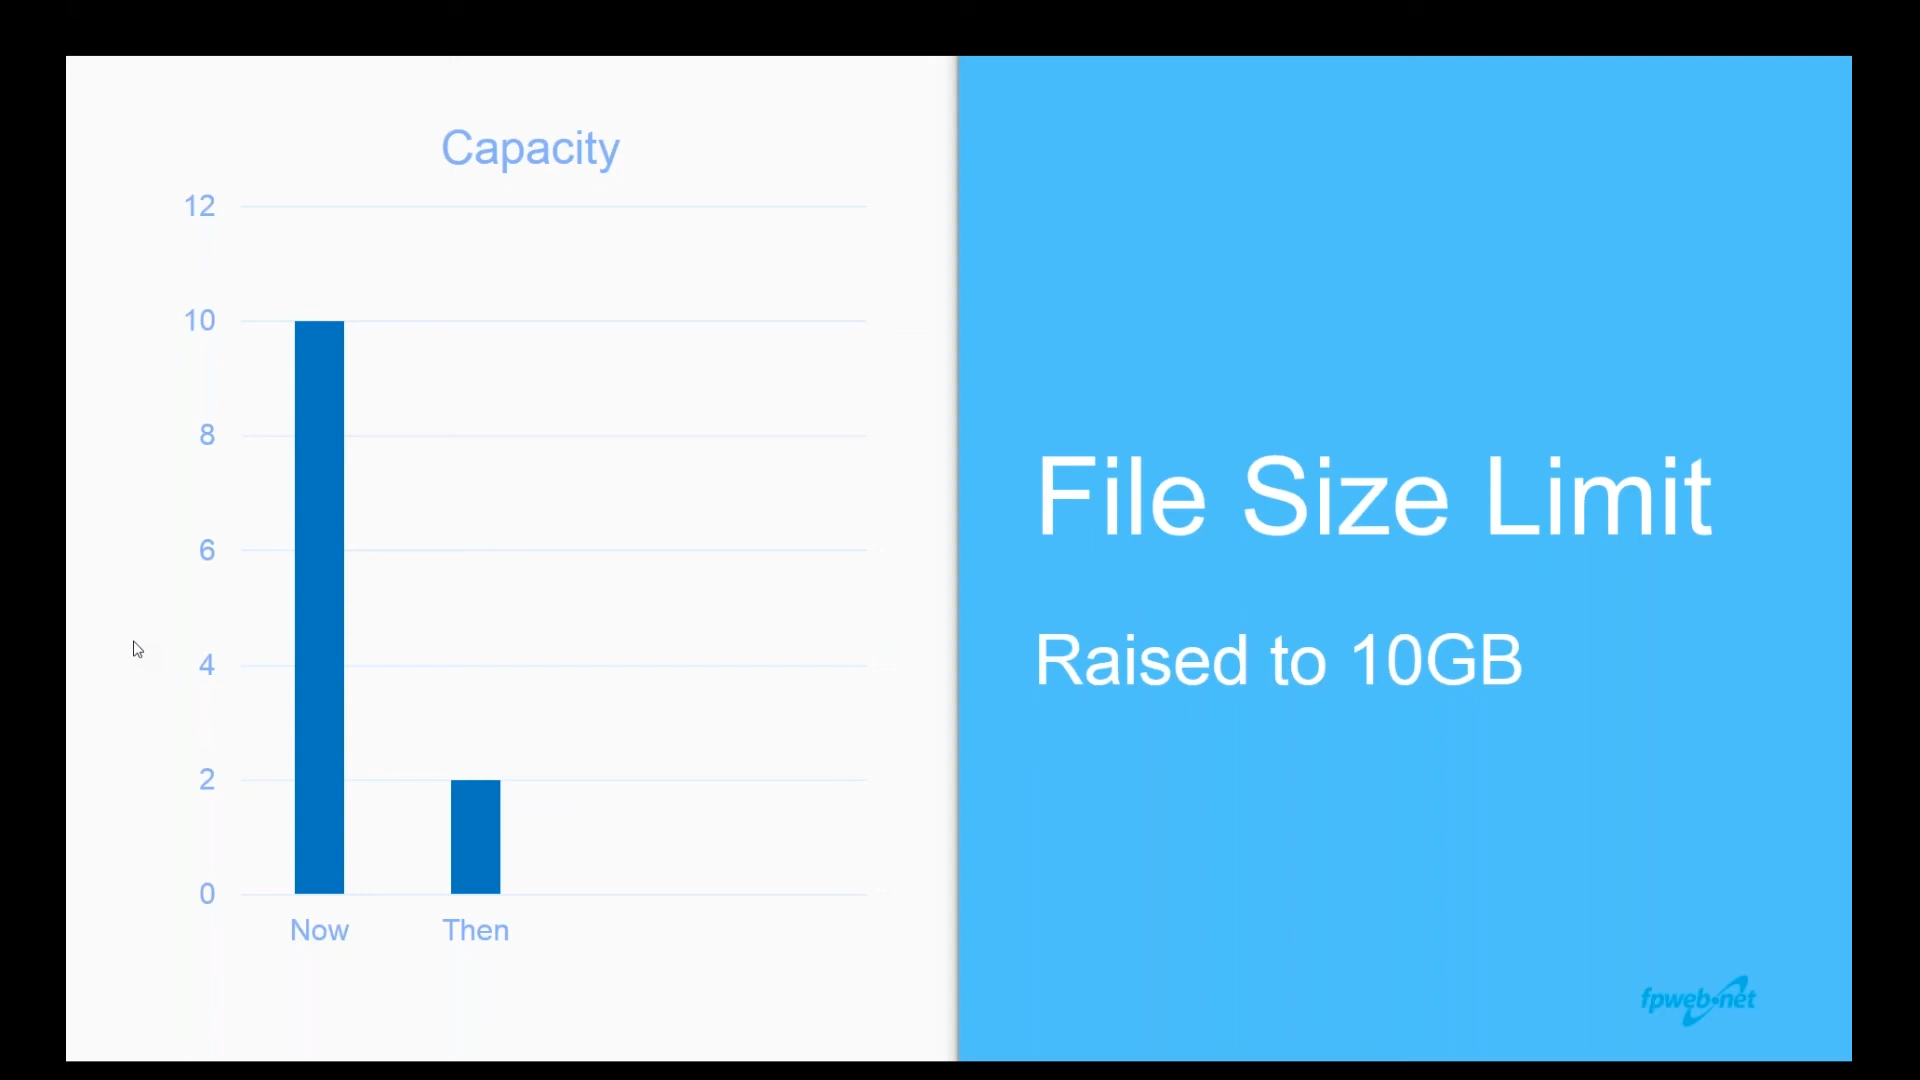 Capacity
12
10
8
6
4
2
0
Now
Then
File Size Limit
Raised to 10GB
fpweb.net